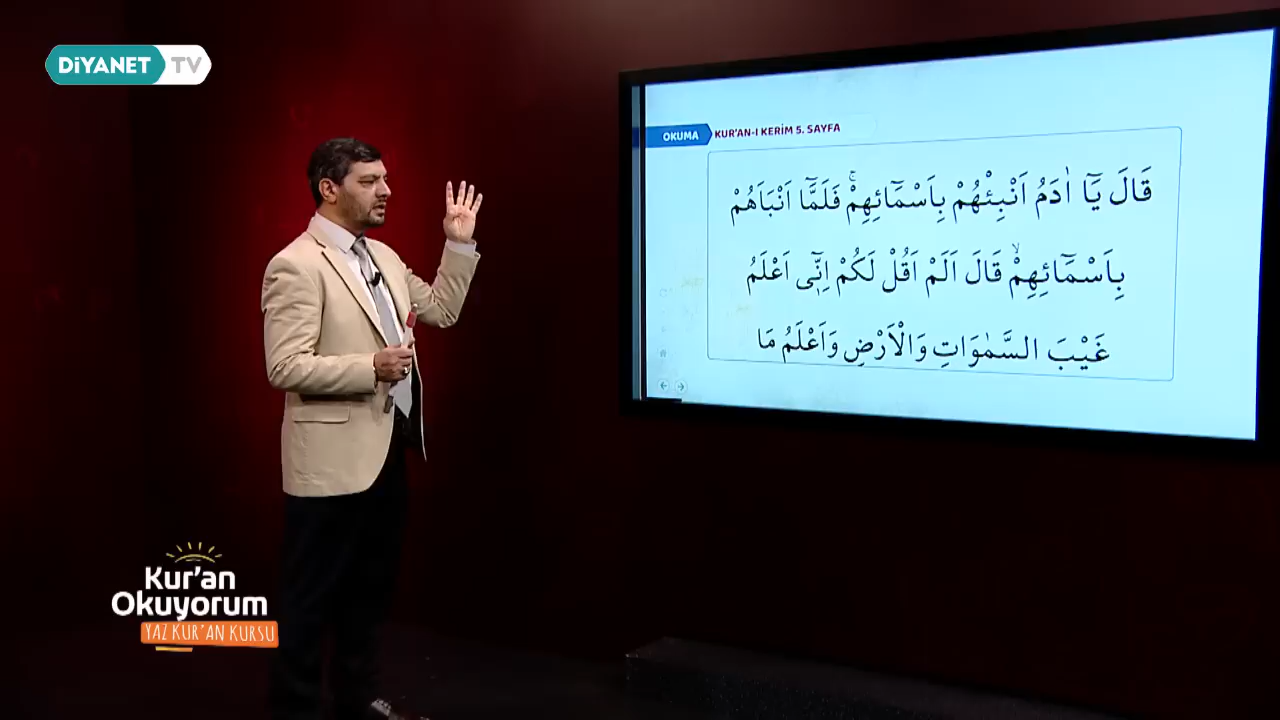 DİYANET TV
OKUMA
KUR'AN-I KERİM 5. SAYFA
قَالَ يَٓا اٰدَمُ اَنْبِئْهُمْ بِاَسْمَٓائِهِمْۚ فَلَمَّٓا اَنْبَاَهُمْ
بِاَسْمَٓائِهِمْۙ قَالَ اَلَمْ اَقُلْ لَكُمْ اِنّ۪ٓي اَعْلَمُ
غَيْبَ السَّمٰوَاتِ وَالْاَرْضِ وَاَعْلَمُ مَا
Kur'an
Okuyorum
YAZ KUR'AN KURSU